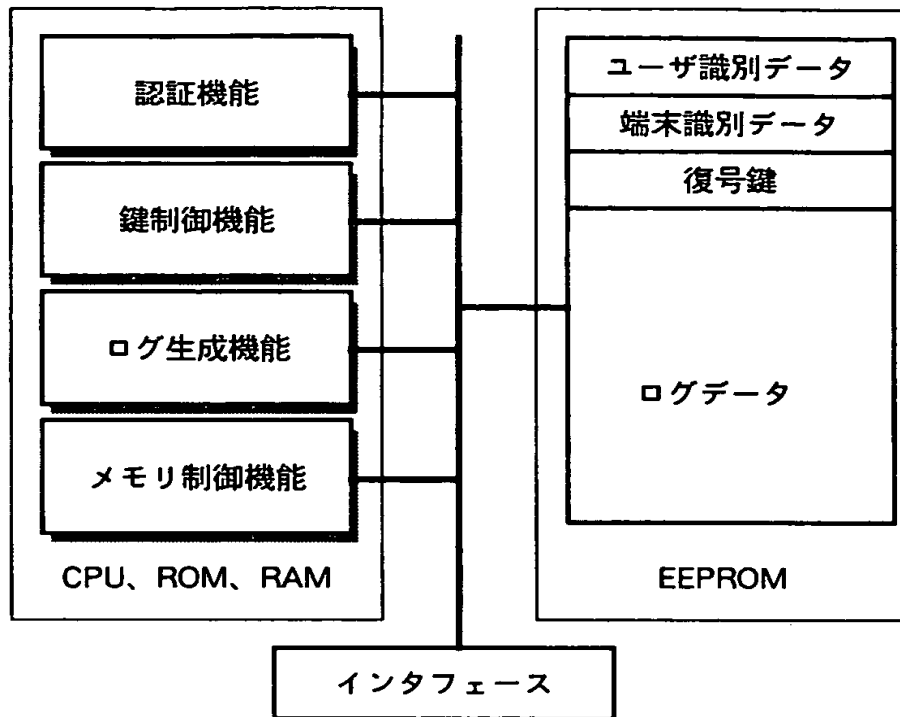 認証機能
鍵制御機能
ログ生成機能
メモリ制御機能
CPU、ROM、RAM
ユーザ識別データ
端末識別データ
復号鍵
ログデータ
EEPROM
インタフェース